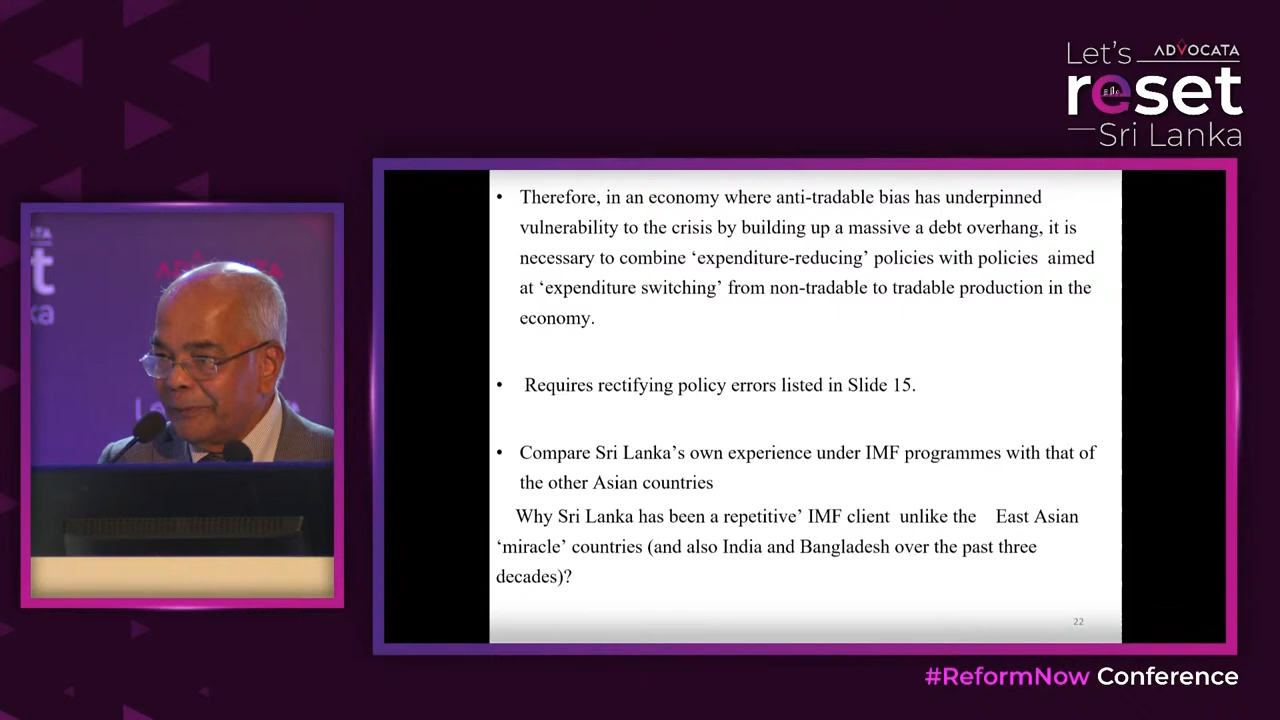 Let's
ADVOCATA
reset
Sri Lanka
• Therefore, in an economy where anti-tradable bias has underpinned
vulnerability to the crisis by building up a massive a debt overhang, it is
necessary to combine ‘expenditure-reducing’ policies with policies aimed
at ‘expenditure switching’ from non-tradable to tradable production in the
economy.
• Requires rectifying policy errors listed in Slide 15.
• Compare Sri Lanka’s own experience under IMF programmes with that of
the other Asian countries
Why Sri Lanka has been a repetitive’ IMF client unlike the East Asian
‘miracle’ countries (and also India and Bangladesh over the past three
decades)?
22
#ReformNow Conference